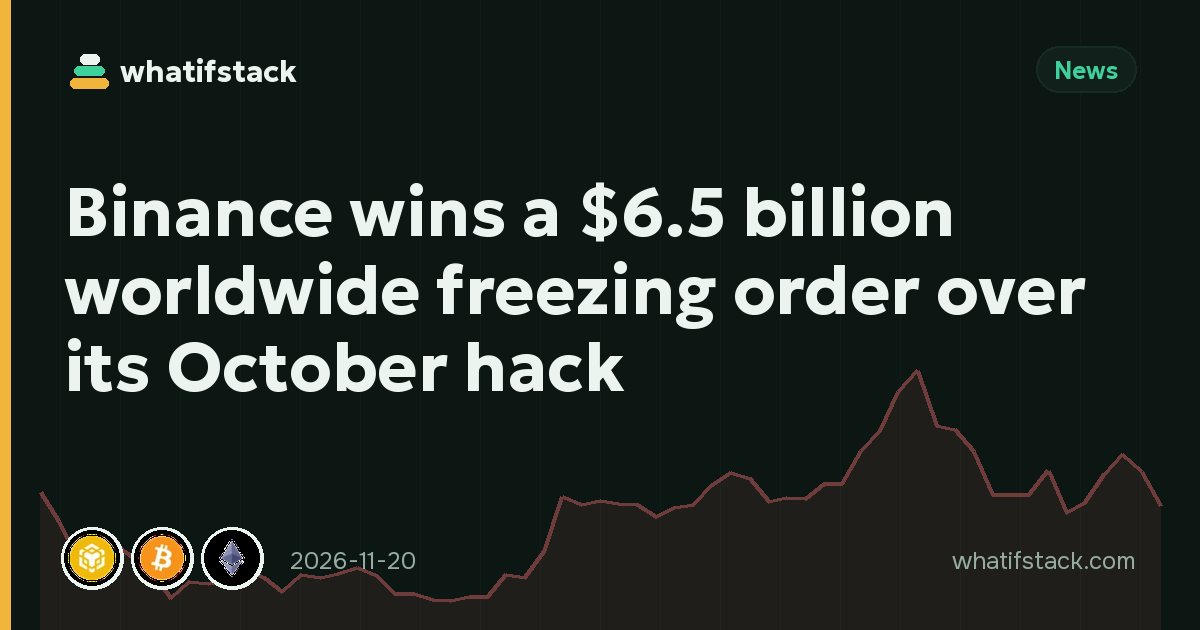 whatifstack
News
Binance wins a $6.5 billion
worldwide freezing order over
its October hack
2026-11-20
whatifstack.com